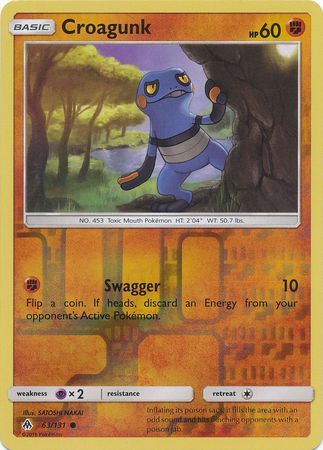 BASIC Croagunk HP60
NO. 453 Toxic Mouth Pokémon HT: 2'04" WT: 50.7 lbs.
Swagger 10
Flip a coin. If heads, discard an Energy from your
opponent's Active Pokémon.
weakness ×2 resistance retreat
Illus. SATOSHI NAKAI
63/131
©2018 Pokémon
Inflating its poison sacs, it fills the area with an
odd sound and hits flinching opponents with a
poison jab.